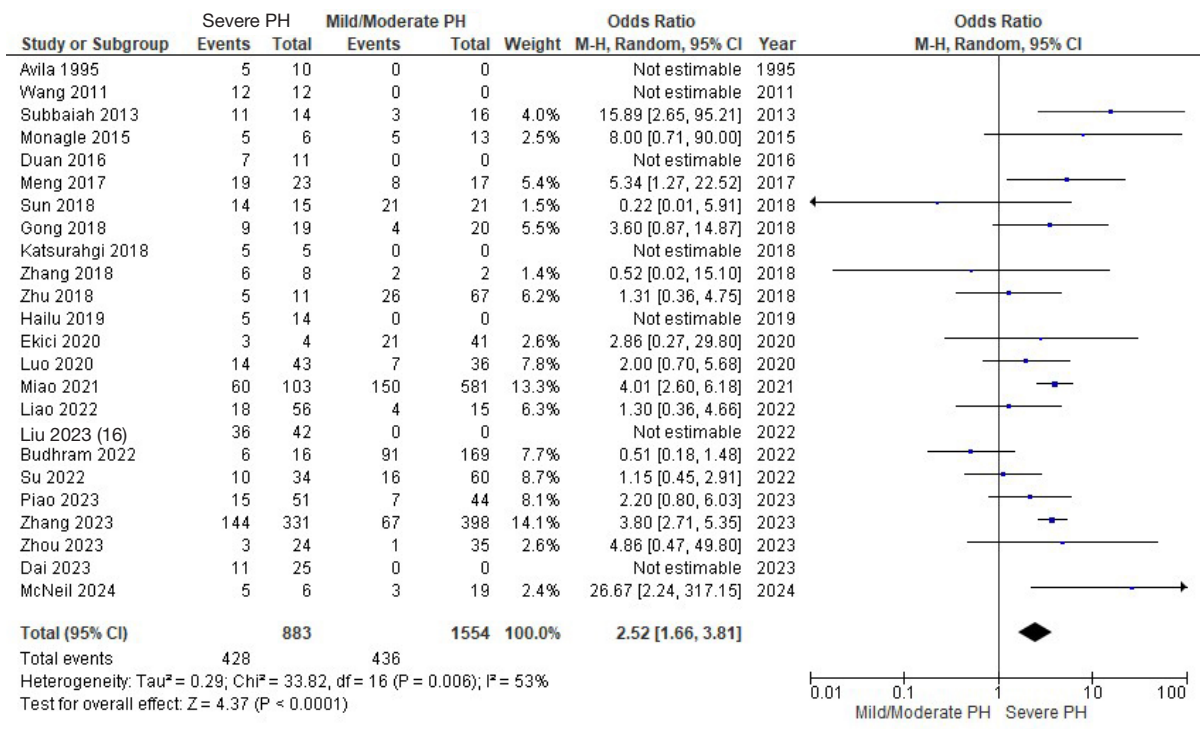 Severe PH Mild/Moderate PH Odds Ratio Odds Ratio
Study or Subgroup Events Total Events Total Weight M-H, Random, 95% CI Year M-H, Random, 95% CI
Avila 1995 5 10 0 0 Not estimable 1995
Wang 2011 12 12 0 0 Not estimable 2011
Subbaiah 2013 11 14 3 16 4.0% 15.89 [2.65, 95.21] 2013
Monagle 2015 5 6 5 13 2.5% 8.00 [0.71, 90.00] 2015
Duan 2016 7 11 0 0 Not estimable 2016
Meng 2017 19 23 8 17 5.4% 5.34 [1.27, 22.52] 2017
Sun 2018 14 15 21 21 1.5% 0.22 [0.01, 5.91] 2018
Gong 2018 9 19 4 20 5.5% 3.60 [0.87, 14.87] 2018
Katsurahgi 2018 5 5 0 0 Not estimable 2018
Zhang 2018 6 8 2 2 1.4% 0.52 [0.02, 15.10] 2018
Zhu 2018 5 11 26 67 6.2% 1.31 [0.36, 4.75] 2018
Hailu 2019 5 14 0 0 Not estimable 2019
Ekici 2020 3 4 21 41 2.6% 2.86 [0.27, 29.80] 2020
Luo 2020 14 43 7 36 7.8% 2.00 [0.70, 5.68] 2020
Miao 2021 60 103 150 581 13.3% 4.01 [2.60, 6.18] 2021
Liao 2022 18 56 4 15 6.3% 1.30 [0.36, 4.66] 2022
Liu 2023 (16) 36 42 0 0 Not estimable 2022
Budhram 2022 6 16 91 169 7.7% 0.51 [0.18, 1.48] 2022
Su 2022 10 34 16 60 8.7% 1.15 [0.45, 2.91] 2022
Piao 2023 15 51 7 44 8.1% 2.20 [0.80, 6.03] 2023
Zhang 2023 144 331 67 398 14.1% 3.80 [2.71, 5.35] 2023
Zhou 2023 3 24 1 35 2.6% 4.86 [0.47, 49.80] 2023
Dai 2023 11 25 0 0 Not estimable 2023
McNeil 2024 5 6 3 19 2.4% 26.67 [2.24, 317.15] 2024
Total (95% CI) 883 1554 100.0% 2.52 [1.66, 3.81]
Total events 428 436
Heterogeneity: Tau² = 0.29; Chi² = 33.82, df = 16 (P = 0.006); I² = 53%
Test for overall effect: Z = 4.37 (P < 0.0001)
0.01 0.1 1 10 100
Mild/Moderate PH Severe PH